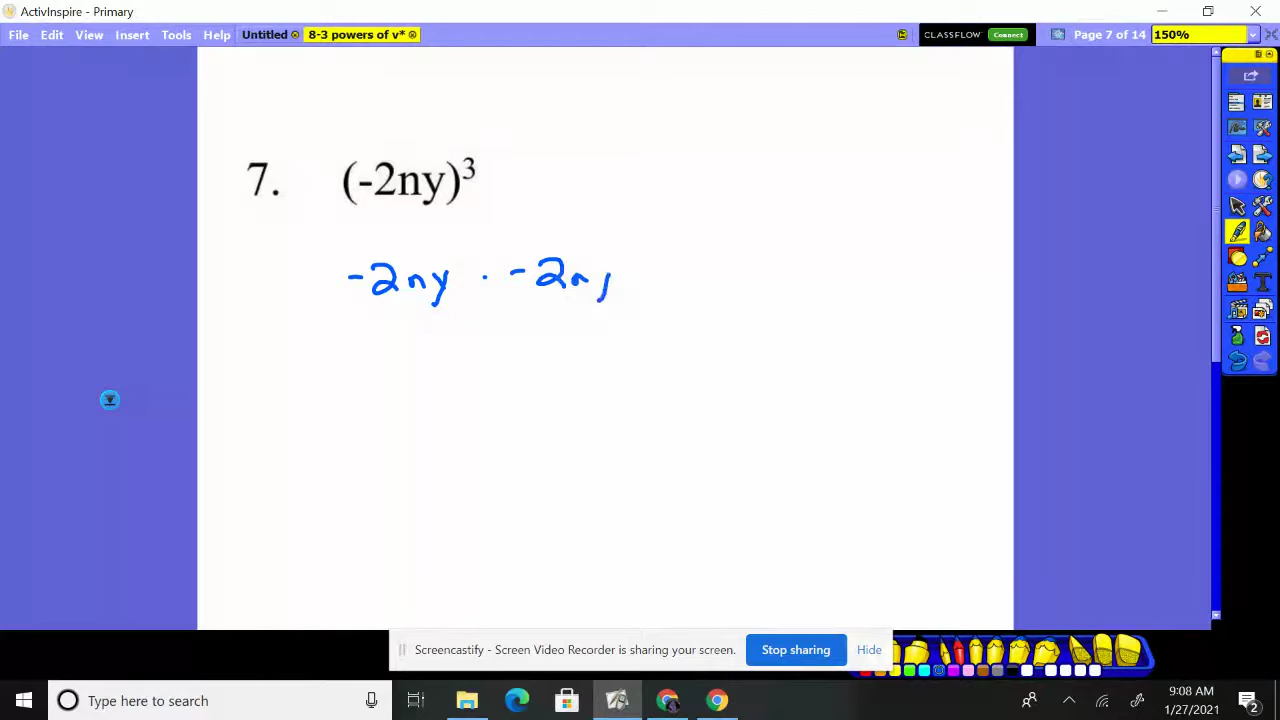 ActivInspire - Primary
File Edit View Insert Tools Help Untitled 8-3 powers of v* CLASSFLOW Connect Page 7 of 14 150%
7. (-2ny)³
-2ny · -2ny
Screencastify - Screen Video Recorder is sharing your screen. Stop sharing Hide
Type here to search
9:08 AM
1/27/2021
2